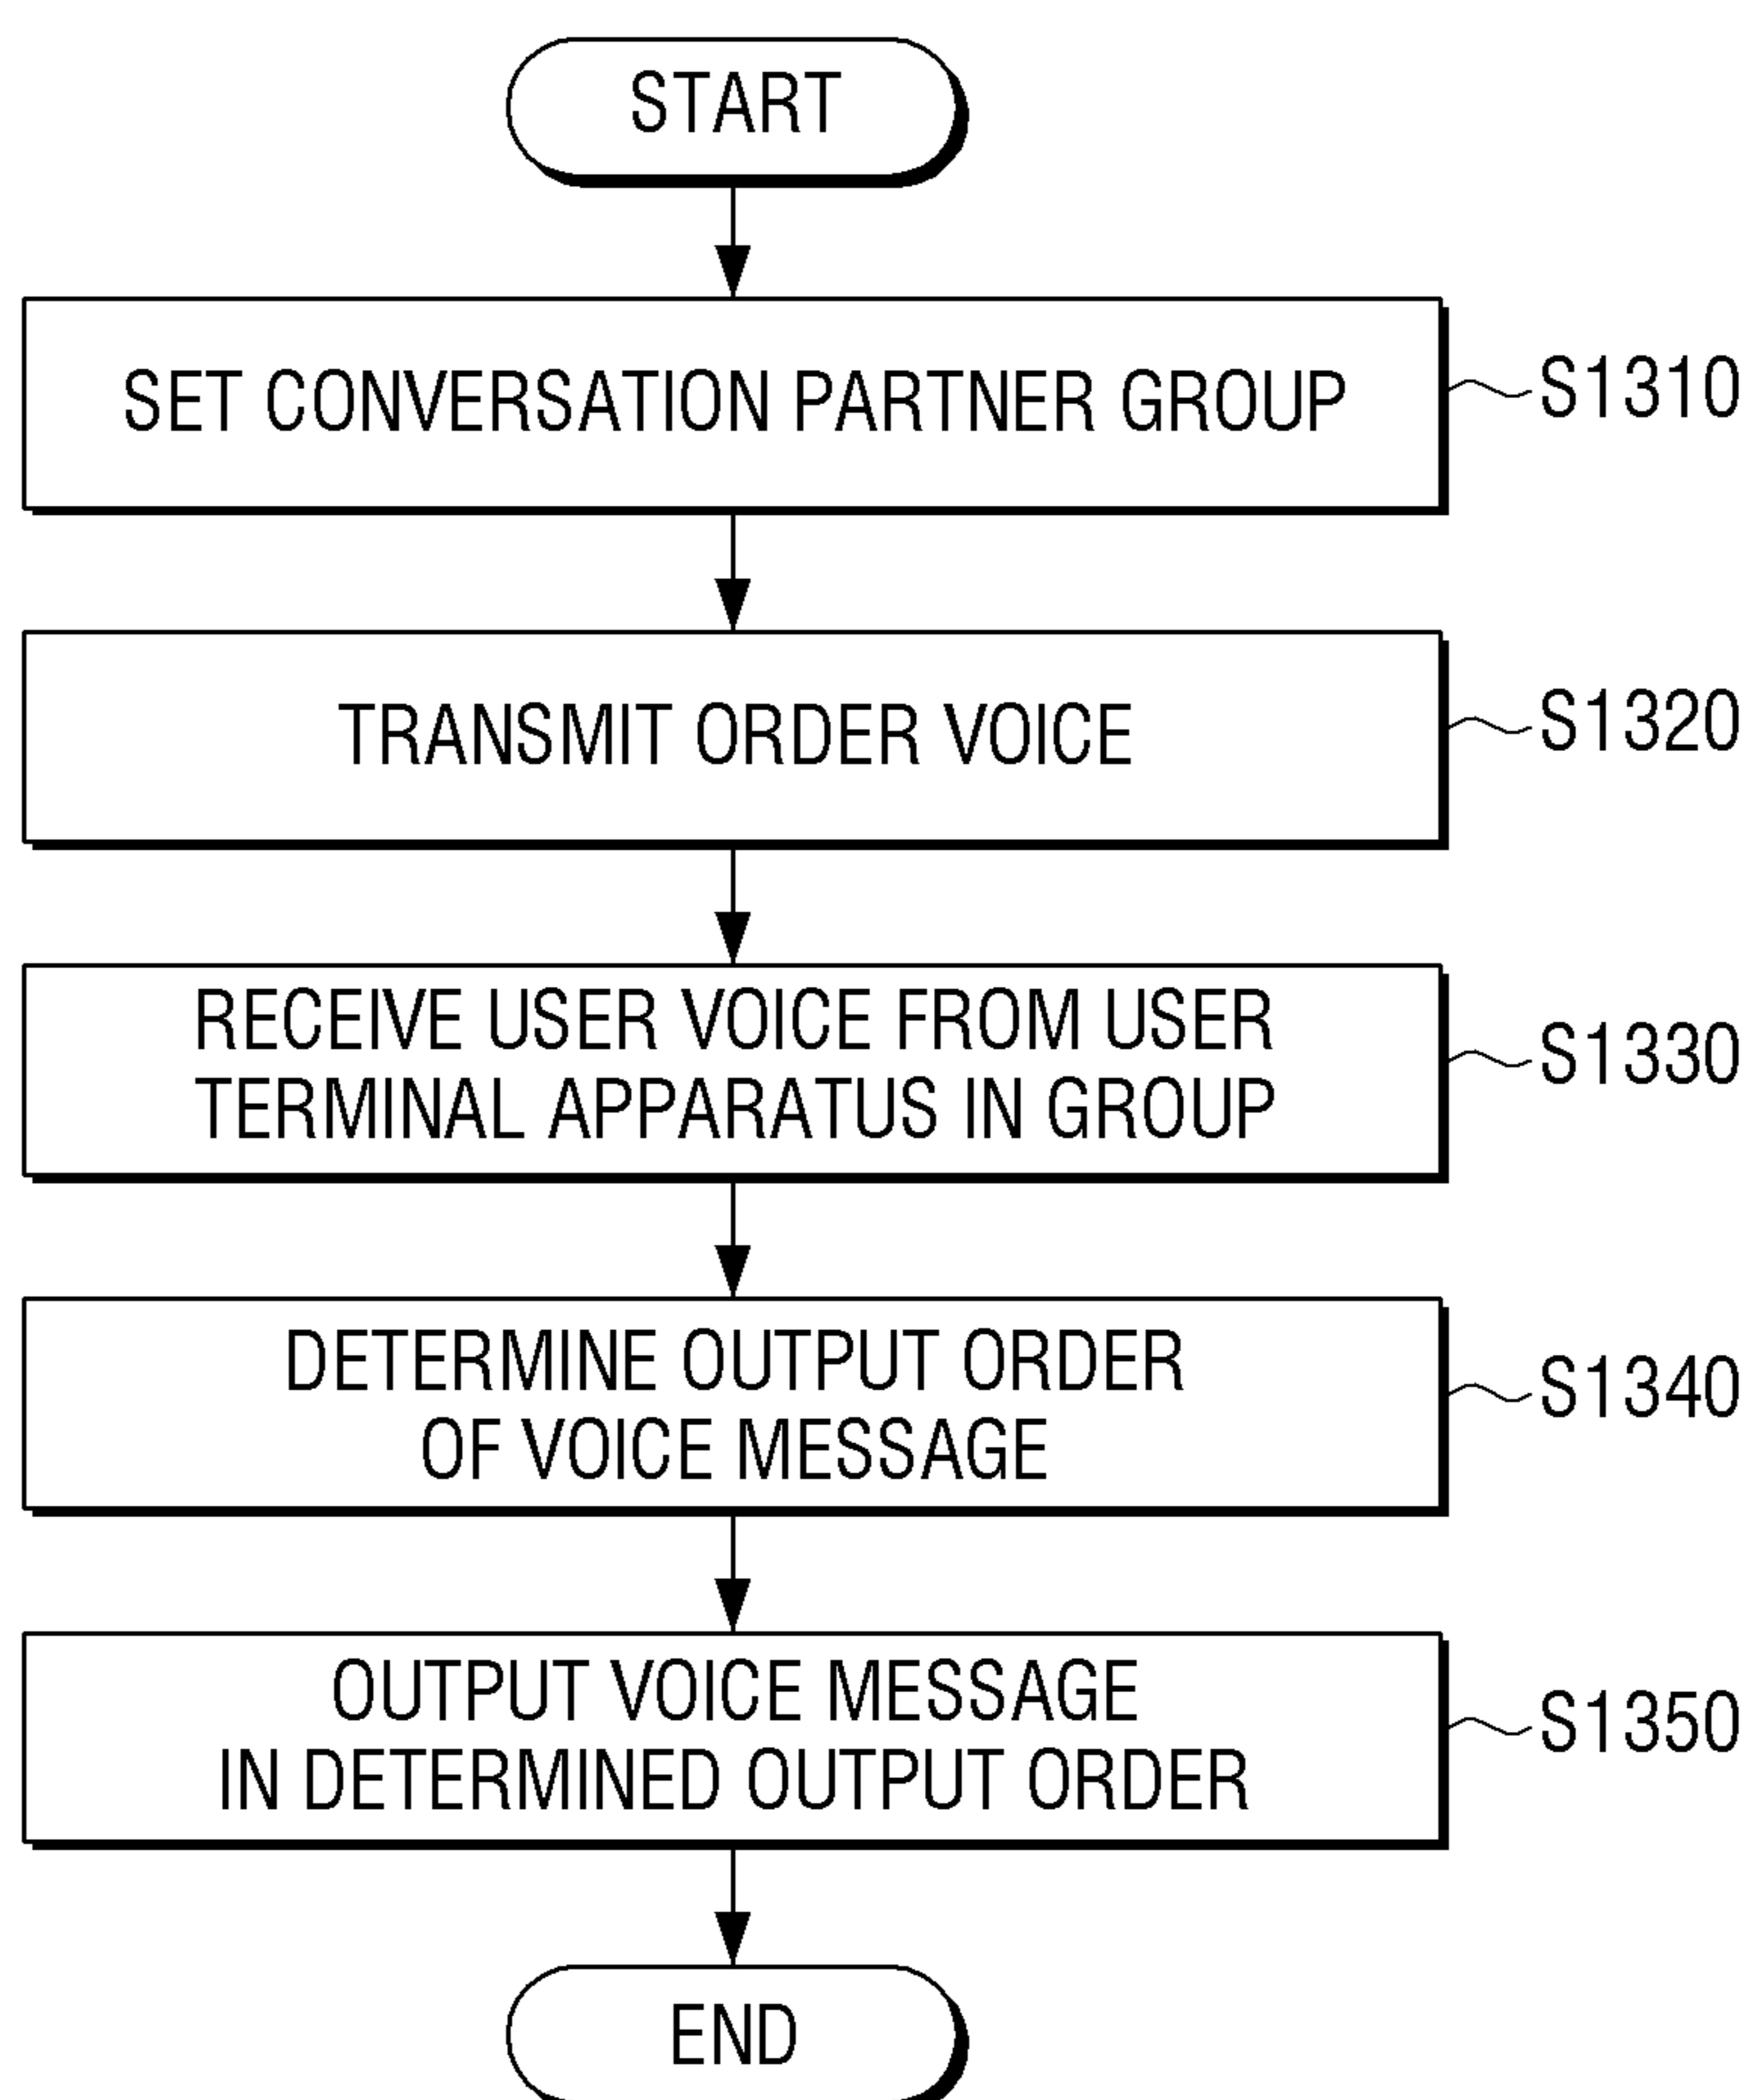 START
SET CONVERSATION PARTNER GROUP
S1310
TRANSMIT ORDER VOICE
S1320
RECEIVE USER VOICE FROM USER
TERMINAL APPARATUS IN GROUP
S1330
DETERMINE OUTPUT ORDER
OF VOICE MESSAGE
S1340
OUTPUT VOICE MESSAGE
IN DETERMINED OUTPUT ORDER
S1350
END